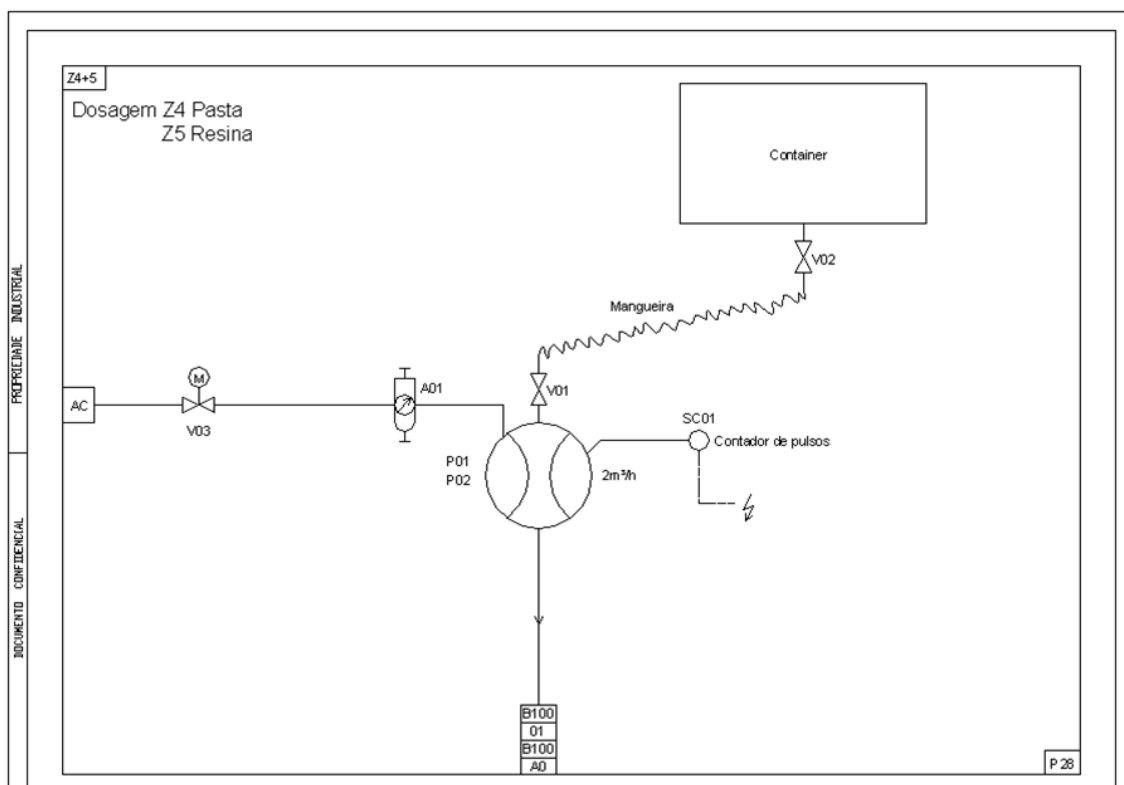 Z4+5
Dosagem Z4 Pasta
Z5 Resina
Container
V02
Mangueira
V01
AC
M
V03
A01
P01
P02
2m³/h
SC01
Contador de pulsos
B100
01
B100
A0
P 28
PROPRIEDADE INDUSTRIAL
DOCUMENTO CONFIDENCIAL